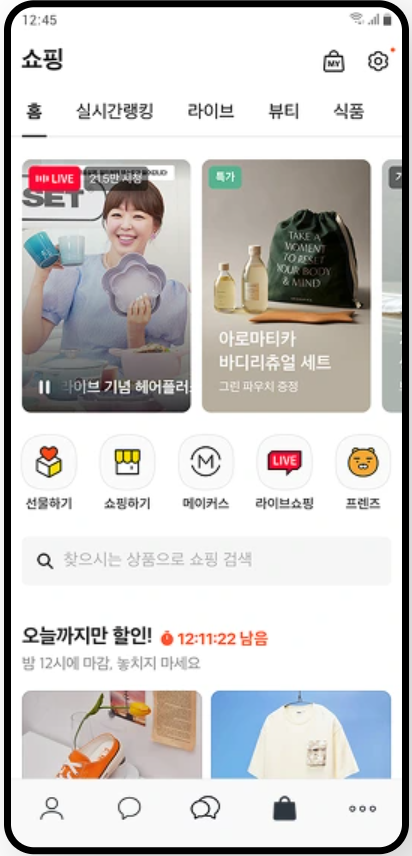 12:45
쇼핑
MY
홈 실시간랭킹 라이브 뷰티 식품
LIVE 21.5만 시청
SET
라이브 기념 헤어플러
특가
TAKE A
MOMENT
TO RESET
YOUR BODY
& MIND
아로마티카
바디리츄얼 세트
그린 파우치 증정
M
LIVE
선물하기 쇼핑하기 메이커스 라이브쇼핑 프렌즈
찾으시는 상품으로 쇼핑 검색
오늘까지만 할인! 12:11:22 남음
밤 12시에 마감, 놓치지 마세요